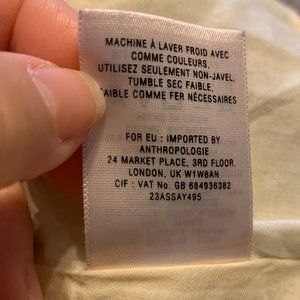 MACHINE À LAVER FROID AVEC
COMME COULEURS,
UTILISEZ SEULEMENT NON-JAVEL,
TUMBLE SEC FAIBLE,
FAIBLE COMME FER NÉCESSAIRES
FOR EU : IMPORTED BY
ANTHROPOLOGIE
24 MARKET PLACE, 3RD FLOOR,
LONDON, UK W1W8AN
CIF : VAT No. GB 684936382
23ASSAY495